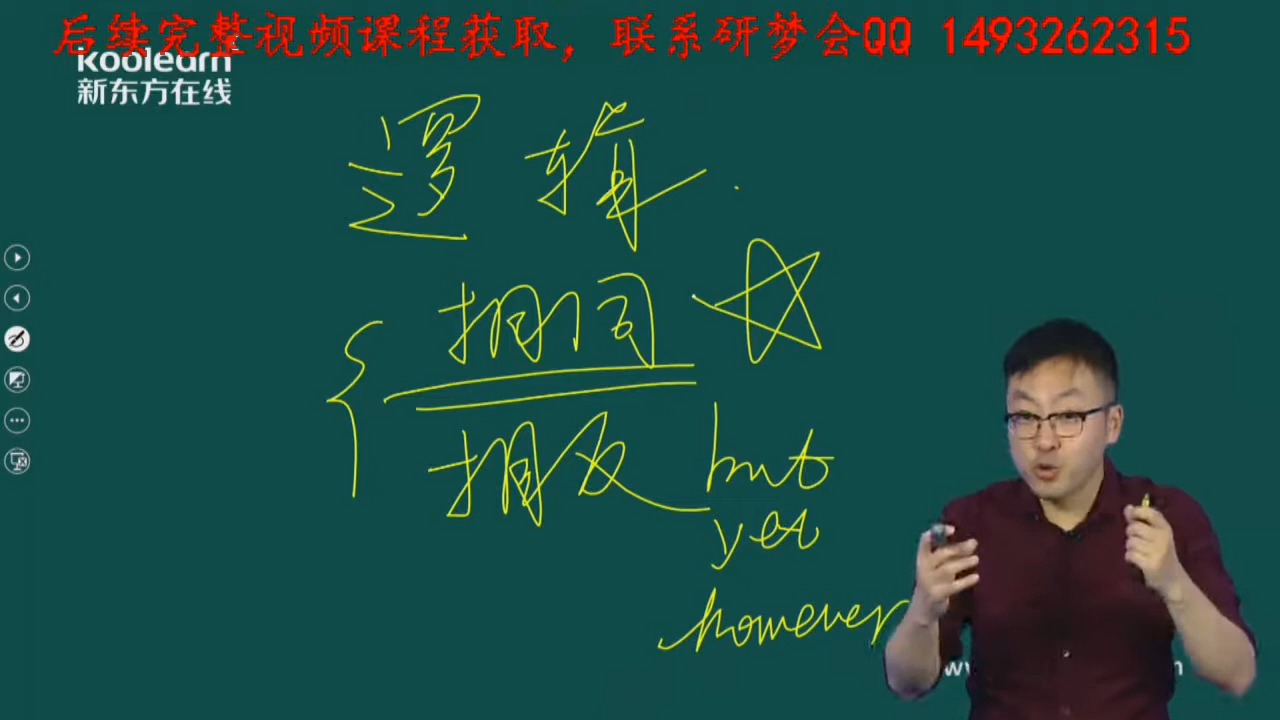 后续完整视频课程获取，联系研梦会QQ 1493262315
koolearn
新东方在线
逻辑
相同
相反
but
yet
however